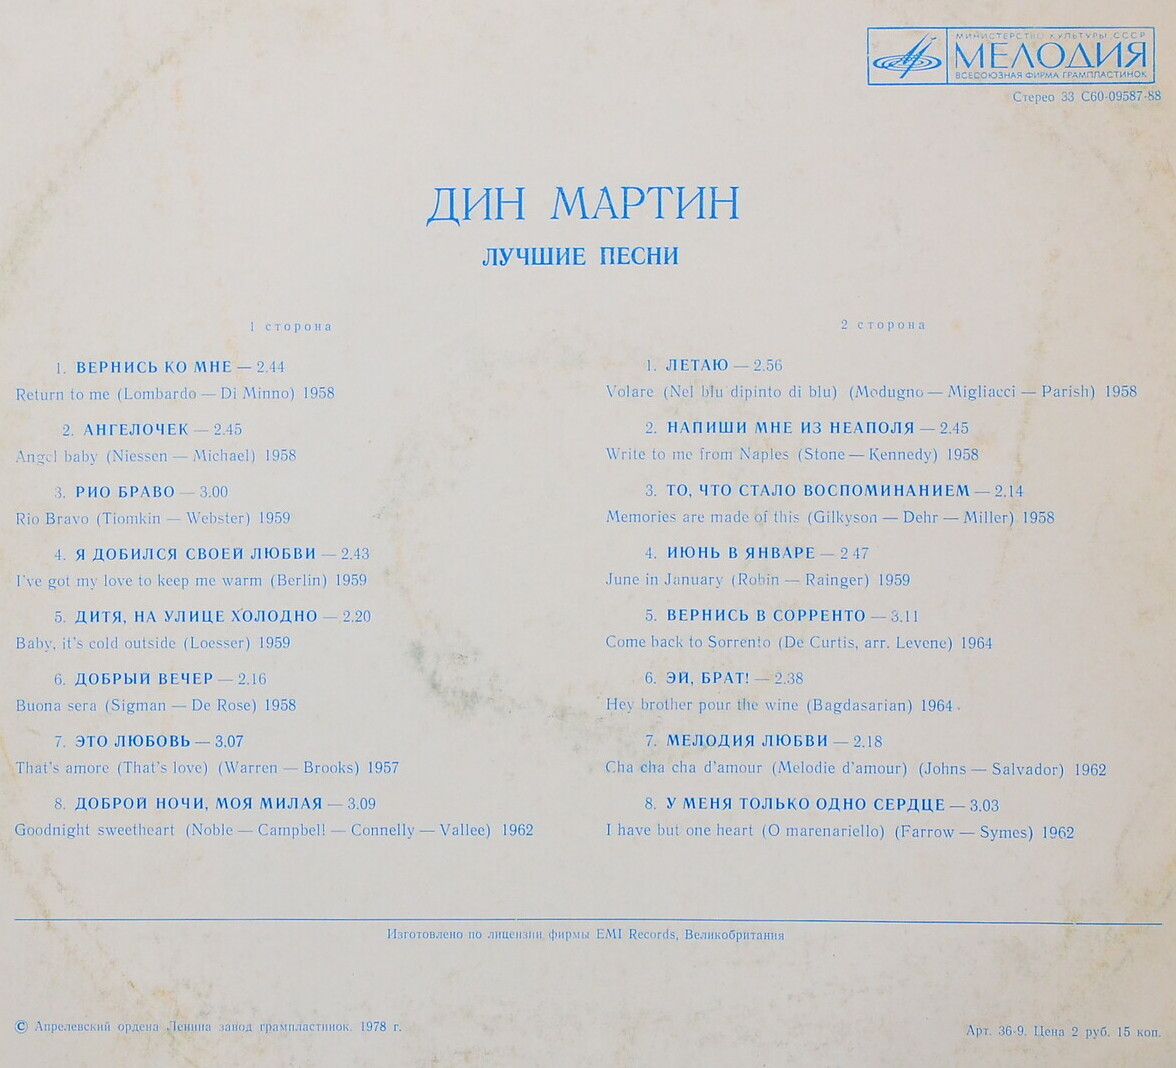 МИНИСТЕРСТВО КУЛЬТУРЫ СССР
МЕЛОДИЯ
ВСЕСОЮЗНАЯ ФИРМА ГРАМПЛАСТИНОК
Стерео 33 С60-09587-88
ДИН МАРТИН
ЛУЧШИЕ ПЕСНИ
1 сторона
1. ВЕРНИСЬ КО МНЕ — 2.44
Return to me (Lombardo — Di Minno) 1958
2. АНГЕЛОЧЕК — 2.45
Angel baby (Niessen — Michael) 1958
3. РИО БРАВО — 3.00
Rio Bravo (Tiomkin — Webster) 1959
4. Я ДОБИЛСЯ СВОЕЙ ЛЮБВИ — 2.43
I've got my love to keep me warm (Berlin) 1959
5. ДИТЯ, НА УЛИЦЕ ХОЛОДНО — 2.20
Baby, it's cold outside (Loesser) 1959
6. ДОБРЫЙ ВЕЧЕР — 2.16
Buona sera (Sigman — De Rose) 1958
7. ЭТО ЛЮБОВЬ — 3.07
That's amore (That's love) (Warren — Brooks) 1957
8. ДОБРОЙ НОЧИ, МОЯ МИЛАЯ — 3.09
Goodnight sweetheart (Noble — Campbell — Connelly — Vallee) 1962
2 сторона
1. ЛЕТАЮ — 2.56
Volare (Nel blu dipinto di blu) (Modugno — Migliacci — Parish) 1958
2. НАПИШИ МНЕ ИЗ НЕАПОЛЯ — 2.45
Write to me from Naples (Stone — Kennedy) 1958
3. ТО, ЧТО СТАЛО ВОСПОМИНАНИЕМ — 2.14
Memories are made of this (Gilkyson — Dehr — Miller) 1958
4. ИЮНЬ В ЯНВАРЕ — 2 47
June in January (Robin — Rainger) 1959
5. ВЕРНИСЬ В СОРРЕНТО — 3.11
Come back to Sorrento (De Curtis, arr. Levene) 1964
6. ЭЙ, БРАТ! — 2.38
Hey brother pour the wine (Bagdasarian) 1964
7. МЕЛОДИЯ ЛЮБВИ — 2.18
Cha cha cha d'amour (Melodie d'amour) (Johns — Salvador) 1962
8. У МЕНЯ ТОЛЬКО ОДНО СЕРДЦЕ — 3.03
I have but one heart (O marenariello) (Farrow — Symes) 1962
Изготовлено по лицензии фирмы EMI Records, Великобритания
© Апрелевский ордена Ленина завод грампластинок. 1978 г.
Арт. 36-9. Цена 2 руб. 15 коп.